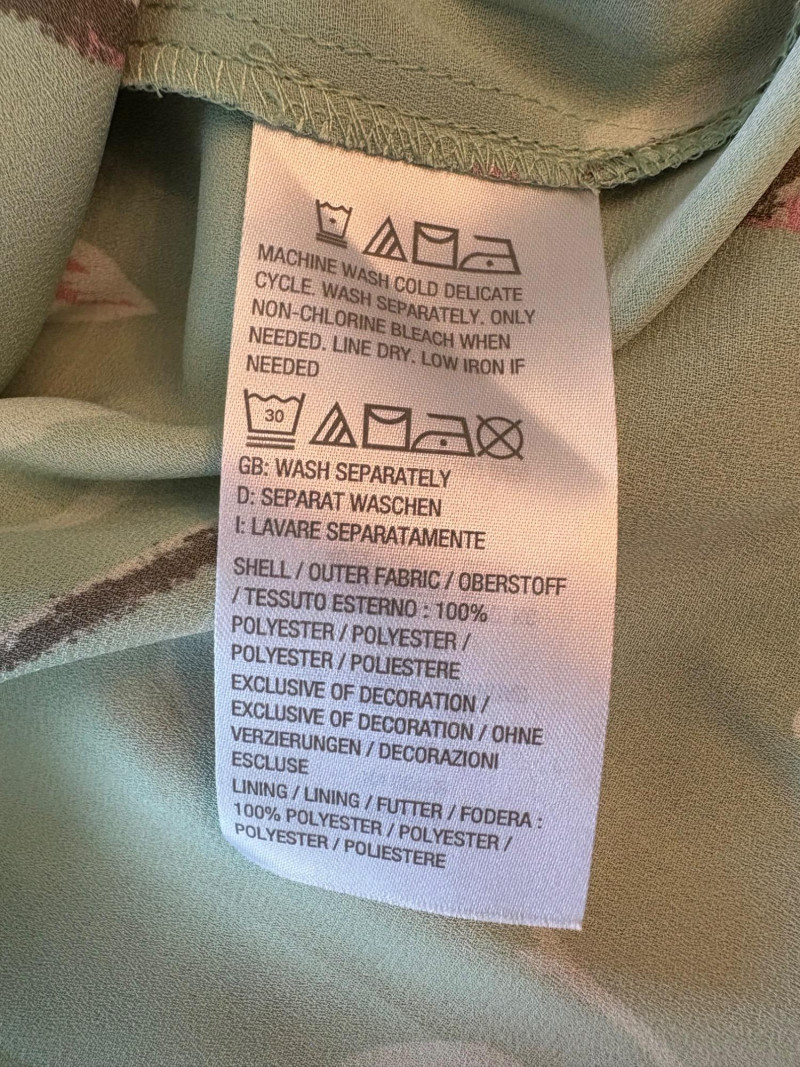 MACHINE WASH COLD DELICATE
CYCLE. WASH SEPARATELY. ONLY
NON-CHLORINE BLEACH WHEN
NEEDED. LINE DRY. LOW IRON IF
NEEDED
30
GB: WASH SEPARATELY
D: SEPARAT WASCHEN
I: LAVARE SEPARATAMENTE
SHELL / OUTER FABRIC / OBERSTOFF
/ TESSUTO ESTERNO : 100%
POLYESTER / POLYESTER /
POLYESTER / POLIESTERE
EXCLUSIVE OF DECORATION /
EXCLUSIVE OF DECORATION / OHNE
VERZIERUNGEN / DECORAZIONI
ESCLUSE
LINING / LINING / FUTTER / FODERA :
100% POLYESTER / POLYESTER /
POLYESTER / POLIESTERE